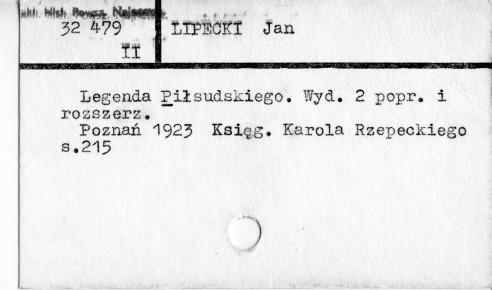 32 479
II
LIPECKI Jan
Legenda Piłsudskiego. Wyd. 2 popr. i
rozszerz.
Poznań 1923 Księg. Karola Rzepeckiego
s.215